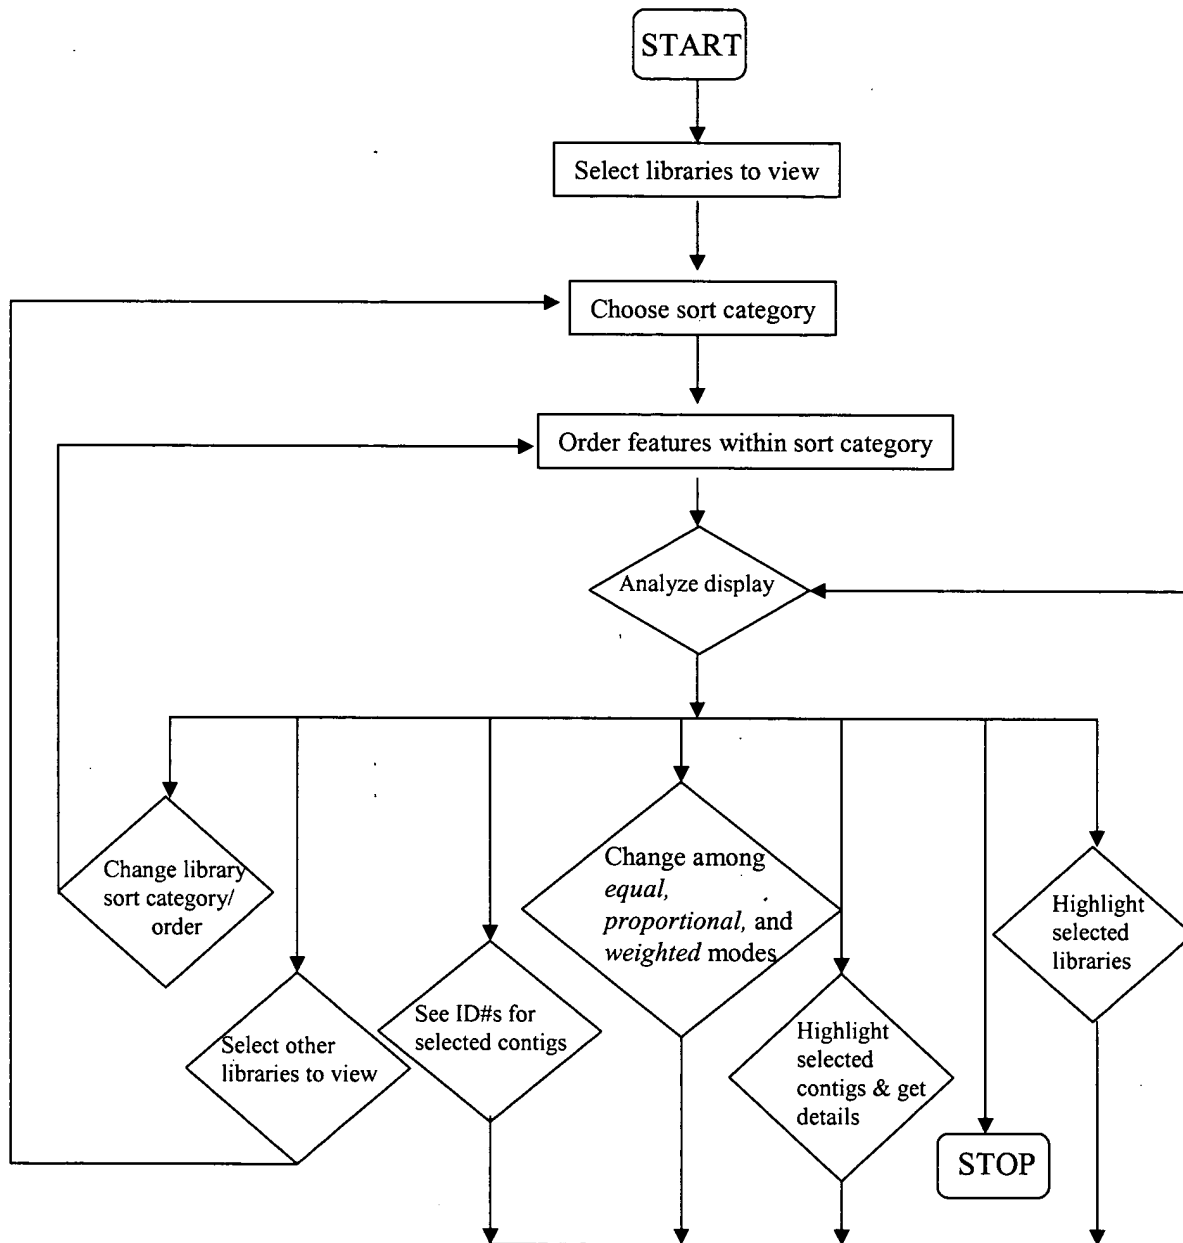 START
Select libraries to view
Choose sort category
Order features within sort category
Analyze display
Change library
sort category/
order
Select other
libraries to view
See ID#s for
selected contigs
Change among
equal,
proportional, and
weighted modes
Highlight
selected
contigs & get
details
STOP
Highlight
selected
libraries